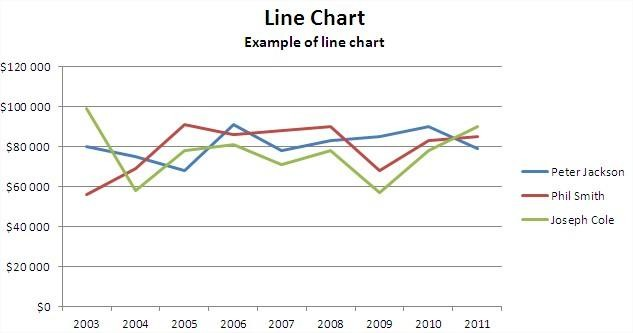 Line Chart
Example of line chart
$120 000
$100 000
$80 000
$60 000
$40 000
$20 000
$0
2003 2004 2005 2006 2007 2008 2009 2010 2011
Peter Jackson
Phil Smith
Joseph Cole